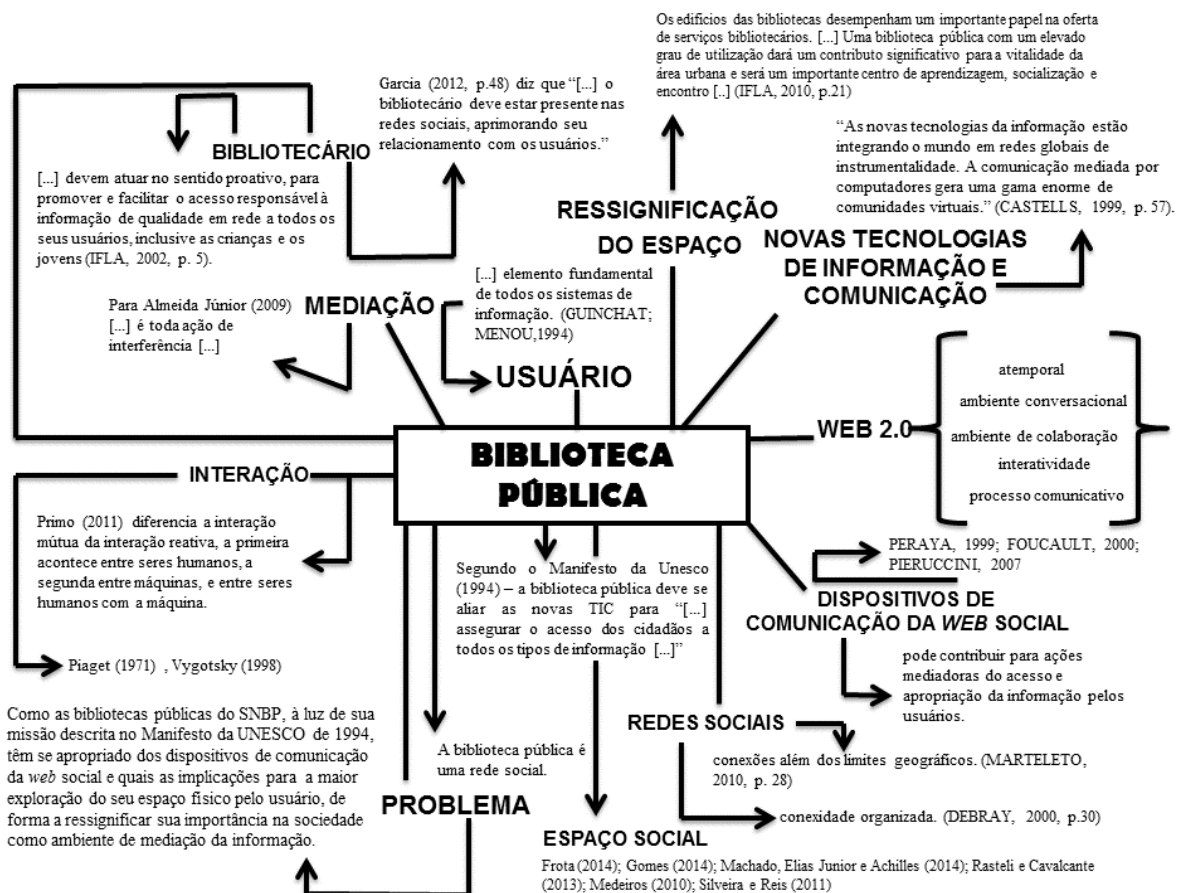 Os edifícios das bibliotecas desempenham um importante papel na oferta
de serviços bibliotecários. [...] Uma biblioteca pública com um elevado
grau de utilização dará um contributo significativo para a vitalidade da
área urbana e será um importante centro de aprendizagem, socialização e
encontro [..] (IFLA, 2010, p.21)
Garcia (2012, p.48) diz que “[...] o
bibliotecário deve estar presente nas
redes sociais, aprimorando seu
relacionamento com os usuários.”
“As novas tecnologias da informação estão
integrando o mundo em redes globais de
instrumentalidade. A comunicação mediada por
computadores gera uma gama enorme de
comunidades virtuais.” (CASTELLS, 1999, p. 57).
BIBLIOTECÁRIO
[...] devem atuar no sentido proativo, para
promover e facilitar o acesso responsável à
informação de qualidade em rede a todos os
seus usuários, inclusive as crianças e os
jovens (IFLA, 2002, p. 5).
RESSIGNIFICAÇÃO
DO ESPAÇO
NOVAS TECNOLOGIAS
DE INFORMAÇÃO E
COMUNICAÇÃO
[...] elemento fundamental
de todos os sistemas de
informação. (GUINCHAT;
MENOU,1994)
USUÁRIO
MEDIAÇÃO
Para Almeida Júnior (2009)
[...] é toda ação de
interferência [...]
WEB 2.0
atemporal
ambiente conversacional
ambiente de colaboração
interatividade
processo comunicativo
BIBLIOTECA
PÚBLICA
INTERAÇÃO
Primo (2011) diferencia a interação
mútua da interação reativa, a primeira
acontece entre seres humanos, a
segunda entre máquinas, e entre seres
humanos com a máquina.
Piaget (1971) , Vygotsky (1998)
Segundo o Manifesto da Unesco
(1994) – a biblioteca pública deve se
aliar as novas TIC para “[...]
assegurar o acesso dos cidadãos a
todos os tipos de informação [...]”
PERAYA, 1999; FOUCAULT, 2000;
PIERUCCINI, 2007
DISPOSITIVOS DE
COMUNICAÇÃO DA WEB SOCIAL
pode contribuir para ações
mediadoras do acesso e
apropriação da informação pelos
usuários.
REDES SOCIAIS
conexões além dos limites geográficos. (MARTELETO,
2010, p. 28)
conexidade organizada. (DEBRAY, 2000, p.30)
A biblioteca pública é
uma rede social.
PROBLEMA
Como as bibliotecas públicas do SNBP, à luz de sua
missão descrita no Manifesto da UNESCO de 1994,
têm se apropriado dos dispositivos de comunicação
da web social e quais as implicações para a maior
exploração do seu espaço físico pelo usuário, de
forma a ressignificar sua importância na sociedade
como ambiente de mediação da informação.
ESPAÇO SOCIAL
Frota (2014); Gomes (2014); Machado, Elias Junior e Achilles (2014); Rasteli e Cavalcante
(2013); Medeiros (2010); Silveira e Reis (2011)